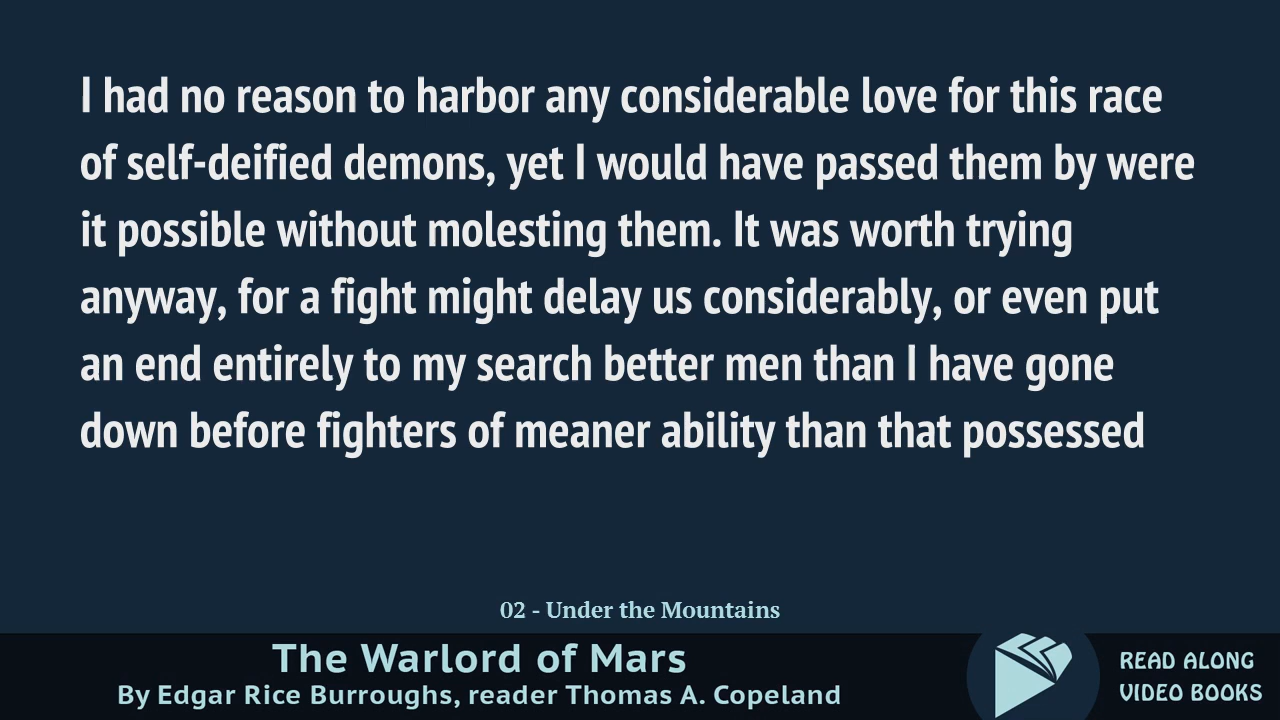 I had no reason to harbor any considerable love for this race
of self-deified demons, yet I would have passed them by were
it possible without molesting them. It was worth trying
anyway, for a fight might delay us considerably, or even put
an end entirely to my search better men than I have gone
down before fighters of meaner ability than that possessed
02 - Under the Mountains
The Warlord of Mars
By Edgar Rice Burroughs, reader Thomas A. Copeland
READ ALONG
VIDEO BOOKS